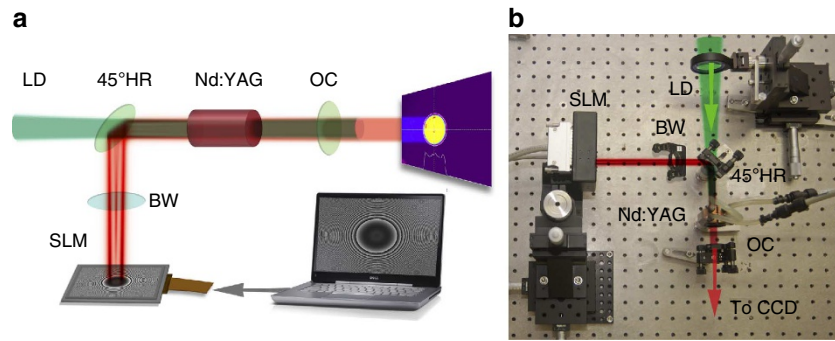 a
LD
45°HR
Nd:YAG
OC
BW
SLM
b
SLM
LD
BW
45°HR
Nd:YAG
OC
To CCD